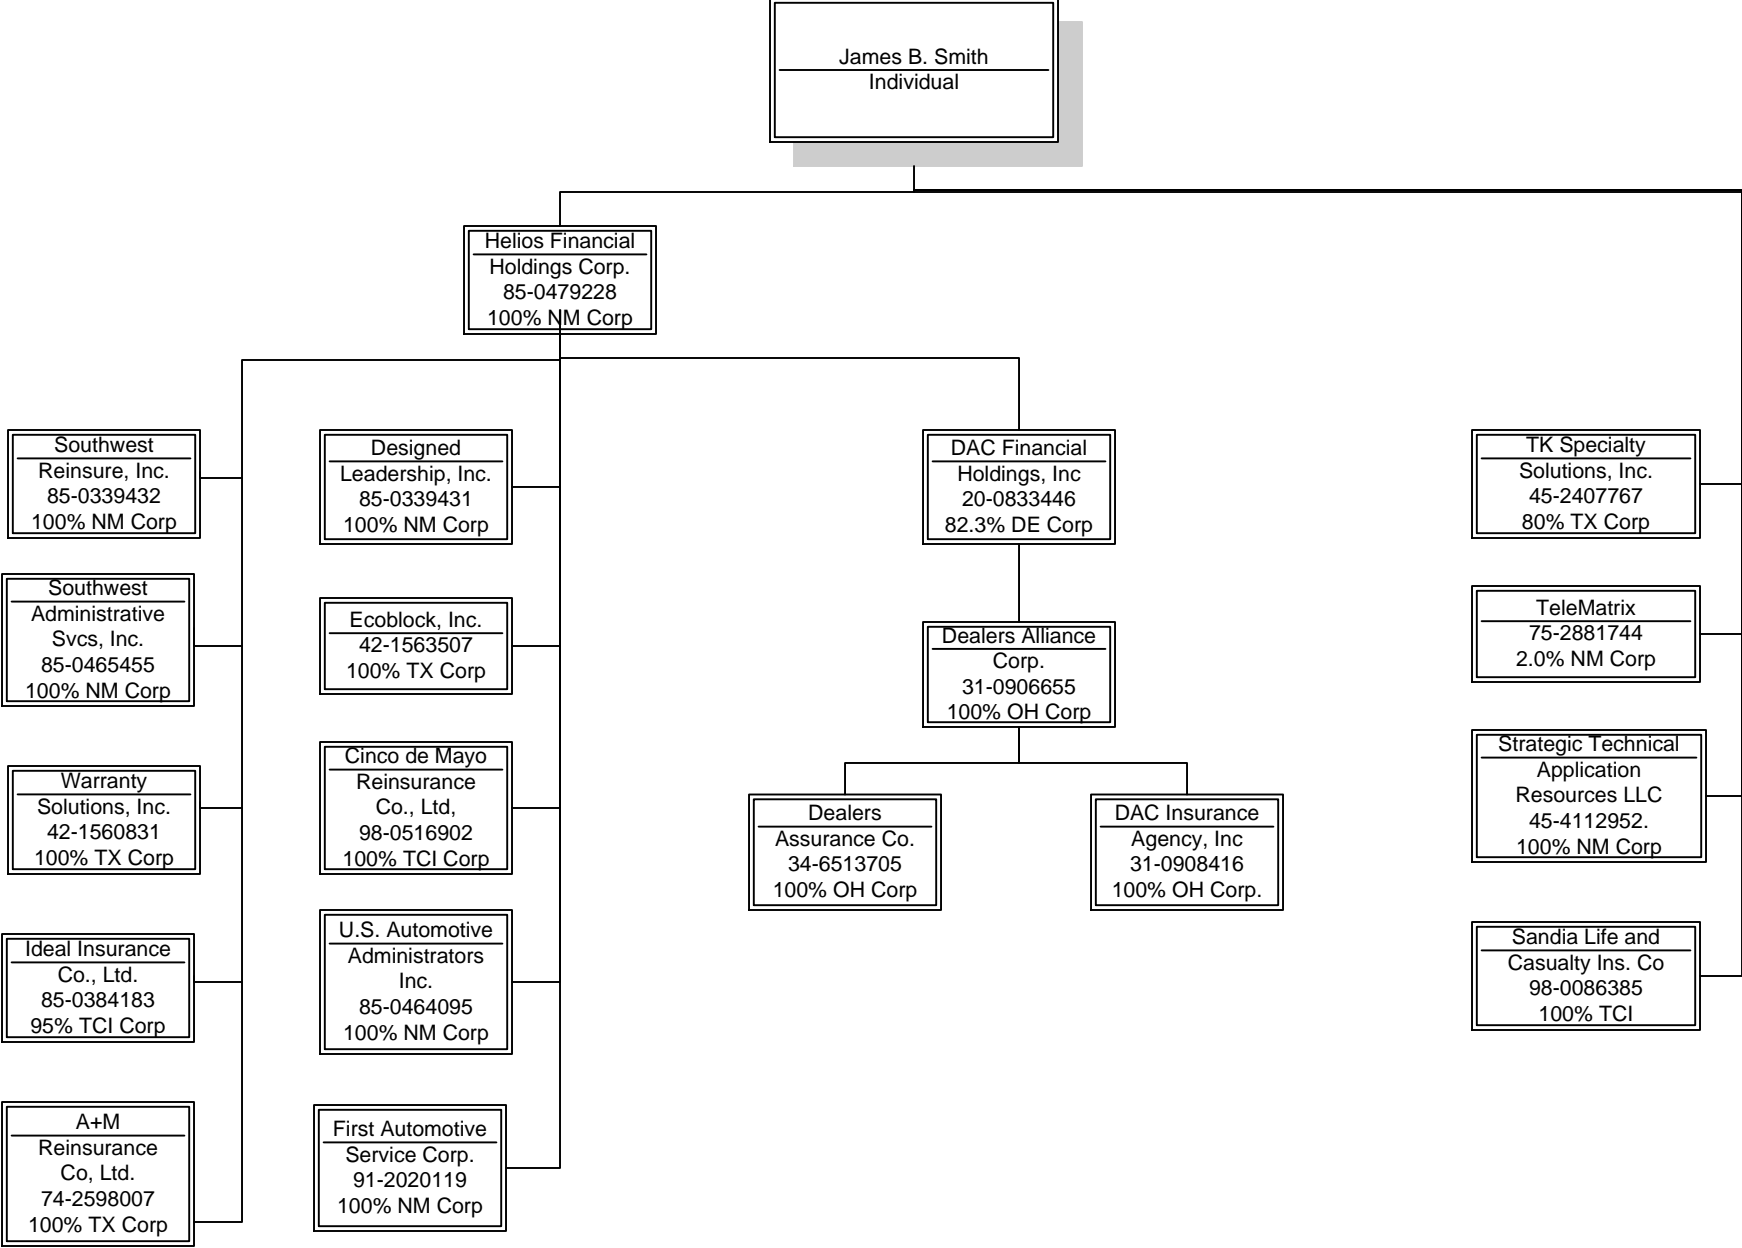 James B. Smith
Individual
Helios Financial
Holdings Corp.
85-0479228
100% NM Corp
Southwest
Reinsure, Inc.
85-0339432
100% NM Corp
Southwest
Administrative
Svcs, Inc.
85-0465455
100% NM Corp
Warranty
Solutions, Inc.
42-1560831
100% TX Corp
Ideal Insurance
Co., Ltd.
85-0384183
95% TCI Corp
A+M
Reinsurance
Co, Ltd.
74-2598007
100% TX Corp
Designed
Leadership, Inc.
85-0339431
100% NM Corp
Ecoblock, Inc.
42-1563507
100% TX Corp
Cinco de Mayo
Reinsurance
Co., Ltd,
98-0516902
100% TCI Corp
U.S. Automotive
Administrators
Inc.
85-0464095
100% NM Corp
First Automotive
Service Corp.
91-2020119
100% NM Corp
DAC Financial
Holdings, Inc
20-0833446
82.3% DE Corp
Dealers Alliance
Corp.
31-0906655
100% OH Corp
Dealers
Assurance Co.
34-6513705
100% OH Corp
DAC Insurance
Agency, Inc
31-0908416
100% OH Corp.
TK Specialty
Solutions, Inc.
45-2407767
80% TX Corp
TeleMatrix
75-2881744
2.0% NM Corp
Strategic Technical
Application
Resources LLC
45-4112952.
100% NM Corp
Sandia Life and
Casualty Ins. Co
98-0086385
100% TCI